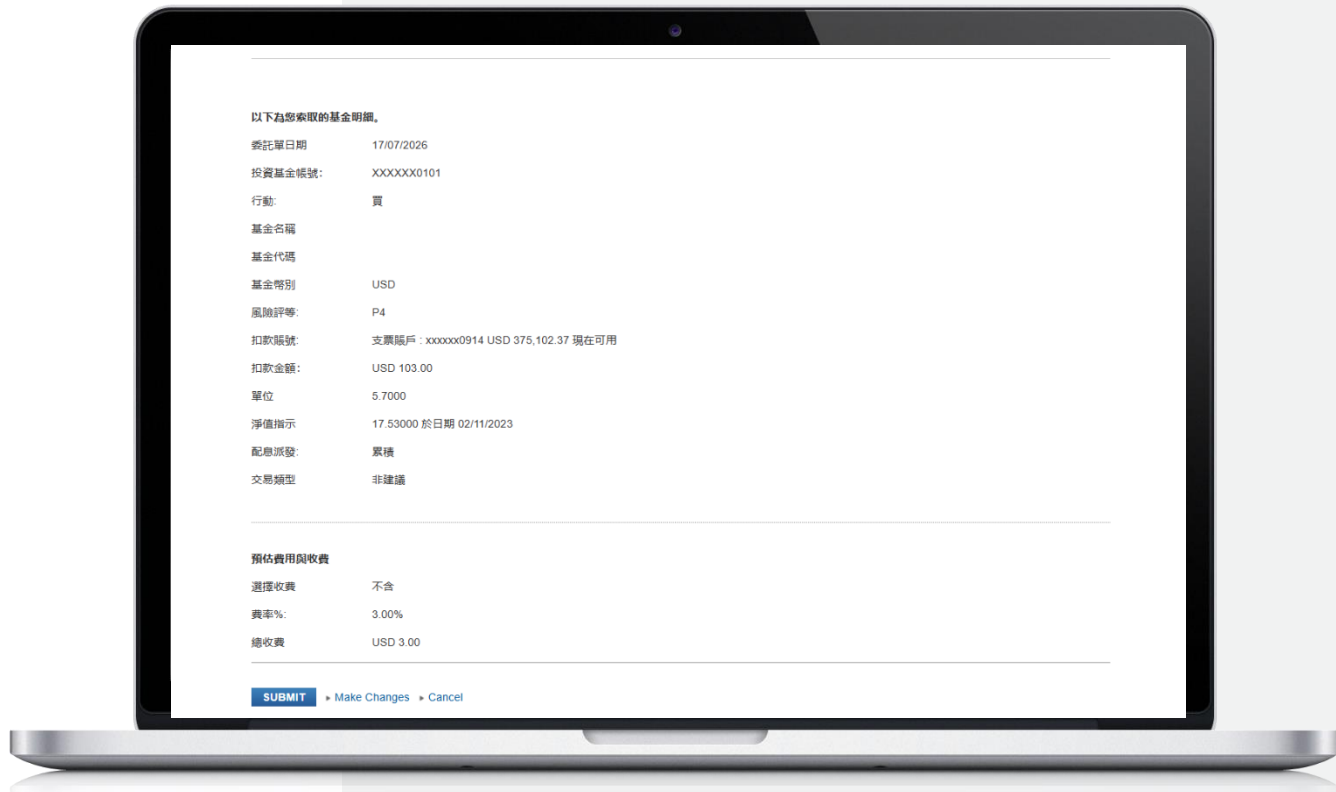 以下為您索取的基金明細。
委託單日期 17/07/2026
投資基金帳號: XXXXXX0101
行動: 買
基金名稱
基金代碼
基金幣別 USD
風險評等: P4
扣款賬號: 支票賬戶 : xxxxxx0914 USD 375,102.37 現在可用
扣款金額: USD 103.00
單位 5.7000
淨值指示 17.53000 於日期 02/11/2023
配息派發: 累積
交易類型 非建議
預估費用與收費
選擇收費 不含
費率%: 3.00%
總收費 USD 3.00
SUBMIT ▸ Make Changes ▸ Cancel